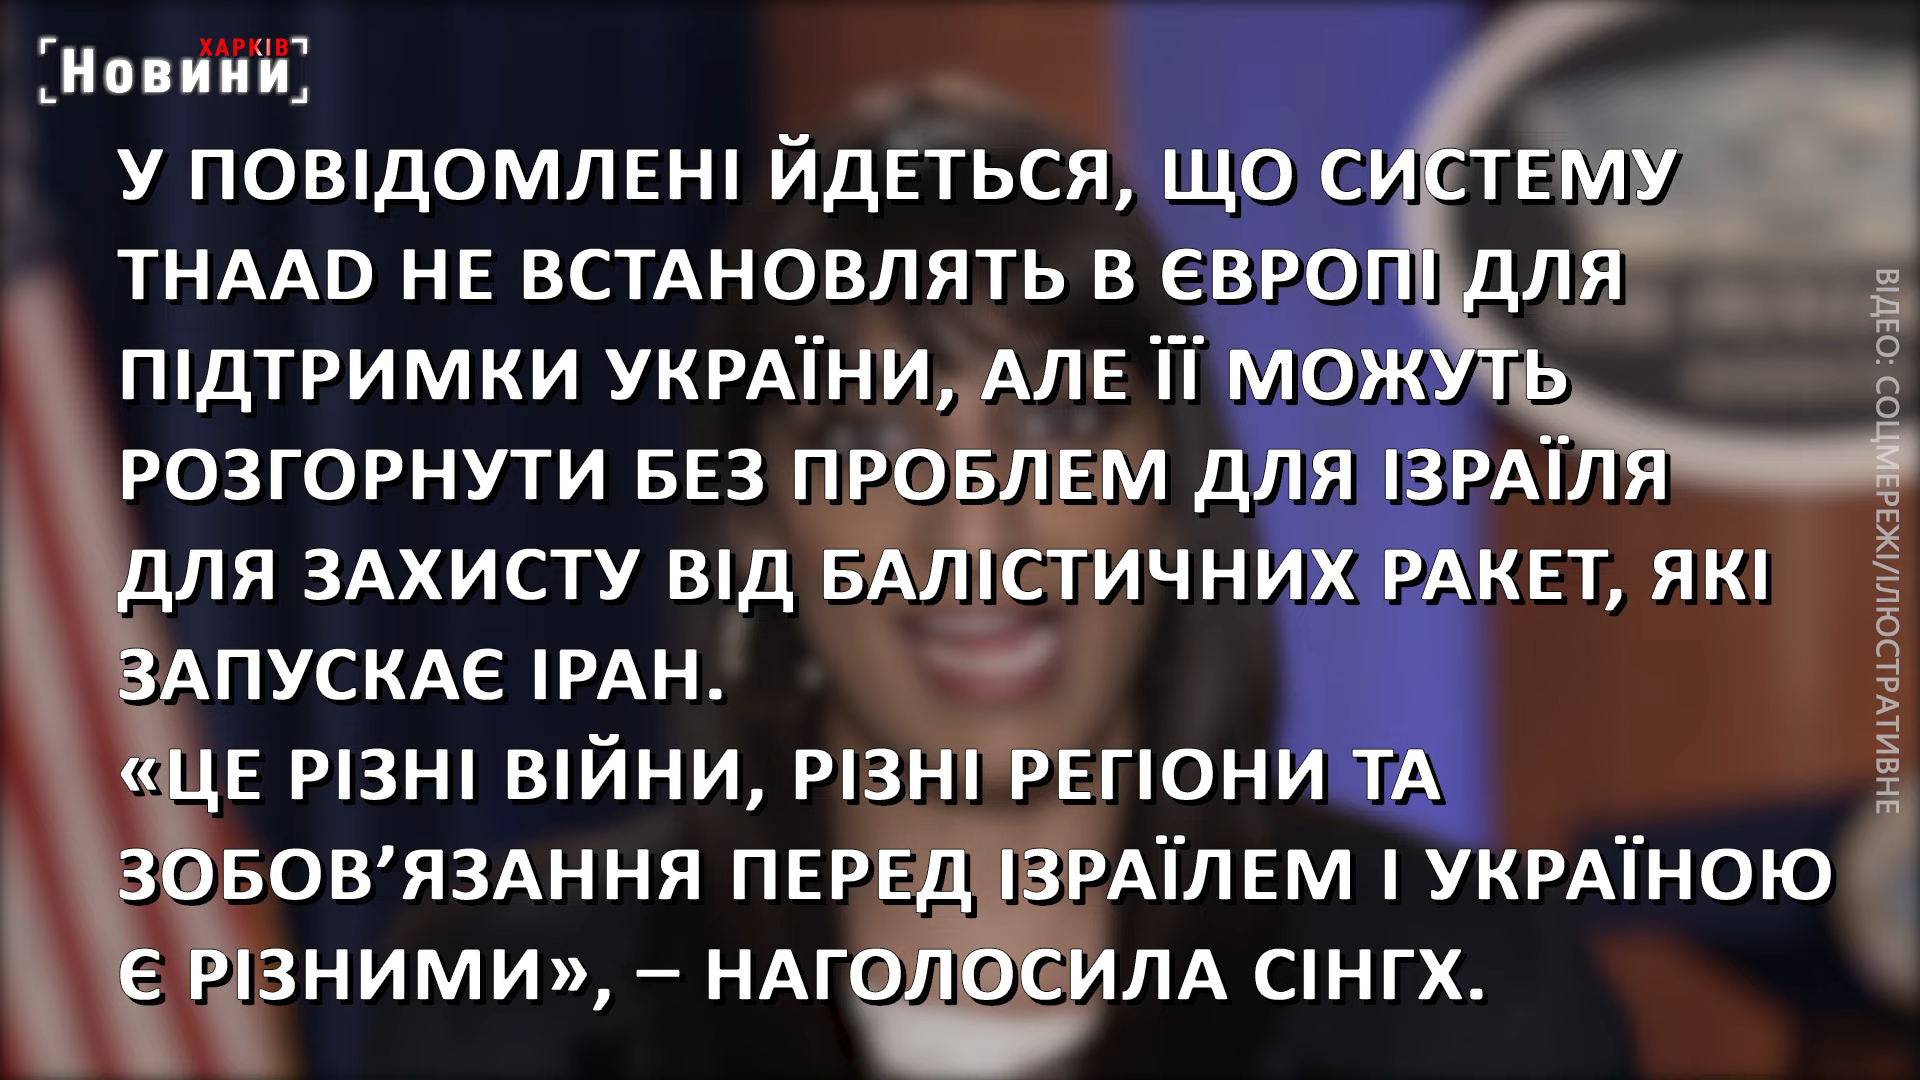 ХАРКІВ
Новини
У ПОВІДОМЛЕНІ ЙДЕТЬСЯ, ЩО СИСТЕМУ
THAAD НЕ ВСТАНОВЛЯТЬ В ЄВРОПІ ДЛЯ
ПІДТРИМКИ УКРАЇНИ, АЛЕ ЇЇ МОЖУТЬ
РОЗГОРНУТИ БЕЗ ПРОБЛЕМ ДЛЯ ІЗРАЇЛЯ
ДЛЯ ЗАХИСТУ ВІД БАЛІСТИЧНИХ РАКЕТ, ЯКІ
ЗАПУСКАЄ ІРАН.
«ЦЕ РІЗНІ ВІЙНИ, РІЗНІ РЕГІОНИ ТА
ЗОБОВ’ЯЗАННЯ ПЕРЕД ІЗРАЇЛЕМ І УКРАЇНОЮ
Є РІЗНИМИ», – НАГОЛОСИЛА СІНГХ.
ВІДЕО: СОЦМЕРЕЖІ/ІЛЮСТРАТИВНЕ